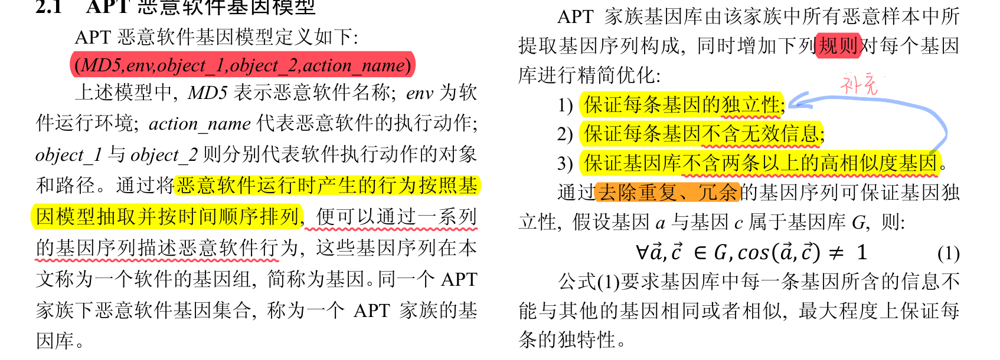 2.1 APT 恶意软件基因模型
APT 恶意软件基因模型定义如下:
(MD5,env,object_1,object_2,action_name)
上述模型中, MD5 表示恶意软件名称; env 为软
件运行环境; action_name 代表恶意软件的执行动作;
object_1 与 object_2 则分别代表软件执行动作的对象
和路径。通过将恶意软件运行时产生的行为按照基
因模型抽取并按时间顺序排列, 便可以通过一系列
的基因序列描述恶意软件行为, 这些基因序列在本
文称为一个软件的基因组, 简称为基因。同一个 APT
家族下恶意软件基因集合, 称为一个 APT 家族的基
因库。
APT 家族基因库由该家族中所有恶意样本中所
提取基因序列构成, 同时增加下列规则对每个基因
库进行精简优化:
补充
1) 保证每条基因的独立性;
2) 保证每条基因不含无效信息;
3) 保证基因库不含两条以上的高相似度基因。
通过去除重复、冗余的基因序列可保证基因独
立性, 假设基因 a 与基因 c 属于基因库 G, 则:
∀a⃗, c⃗ ∈ G, cos(a⃗, c⃗) ≠ 1 (1)
公式(1)要求基因库中每一条基因所含的信息不
能与其他的基因相同或者相似, 最大程度上保证每
条的独特性。